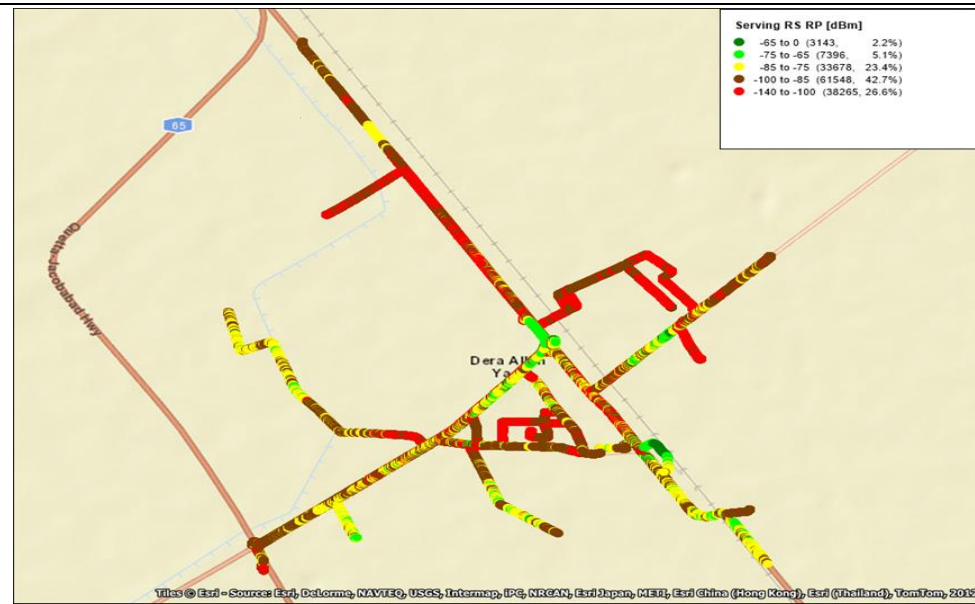 Serving RS RP [dBm]
-65 to 0 (3143, 2.2%)
-75 to -65 (7396, 5.1%)
-85 to -75 (33678, 23.4%)
-100 to -85 (61548, 42.7%)
-140 to -100 (38265, 26.6%)
65
Quetta-Jacobabad Hwy
Dera
Tiles © Esri - Source: Esri, DeLorme, NAVTEQ, USGS, Intermap, iPC, NRCAN, Esri Japan, METI, Esri China (Hong Kong), Esri (Thailand), TomTom, 201